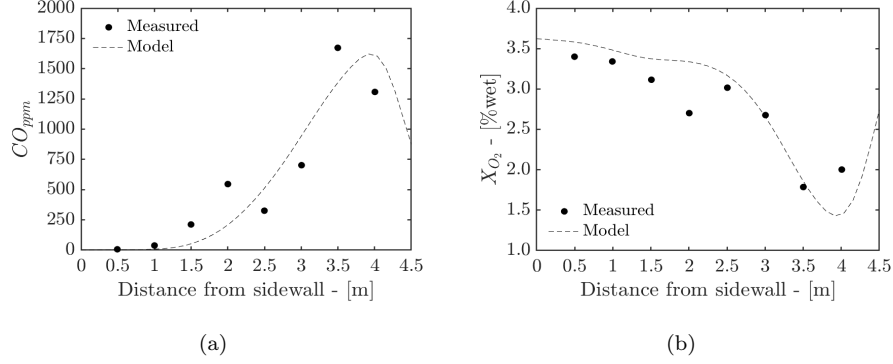 2000
1750
1500
1250
1000
750
500
250
0
CO_ppm
Measured
Model
0 0.5 1 1.5 2 2.5 3 3.5 4 4.5
Distance from sidewall - [m]
(a)
4.0
3.5
3.0
2.5
2.0
1.5
1.0
X_O₂ - [%wet]
Measured
Model
0 0.5 1 1.5 2 2.5 3 3.5 4 4.5
Distance from sidewall - [m]
(b)